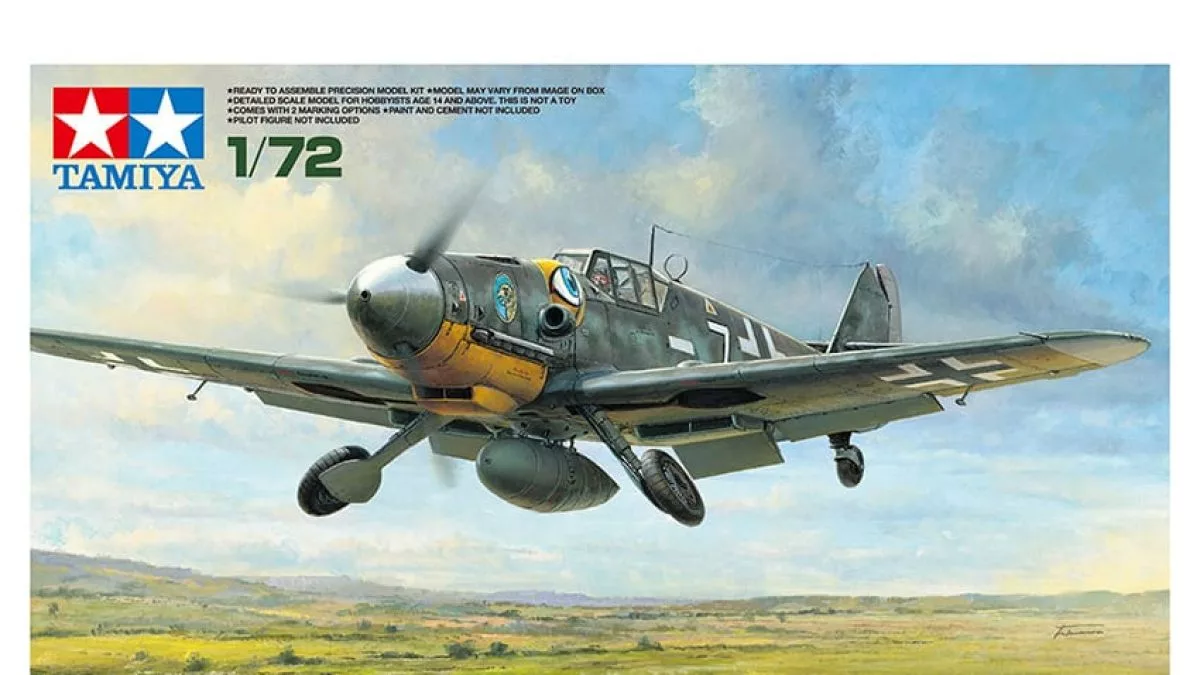 ★READY TO ASSEMBLE PRECISION MODEL KIT ★MODEL MAY VARY FROM IMAGE ON BOX
★DETAILED SCALE MODEL FOR HOBBYISTS AGE 14 AND ABOVE. THIS IS NOT A TOY
★COMES WITH 2 MARKING OPTIONS ★PAINT AND CEMENT NOT INCLUDED
★PILOT FIGURE NOT INCLUDED
TAMIYA
1/72
7